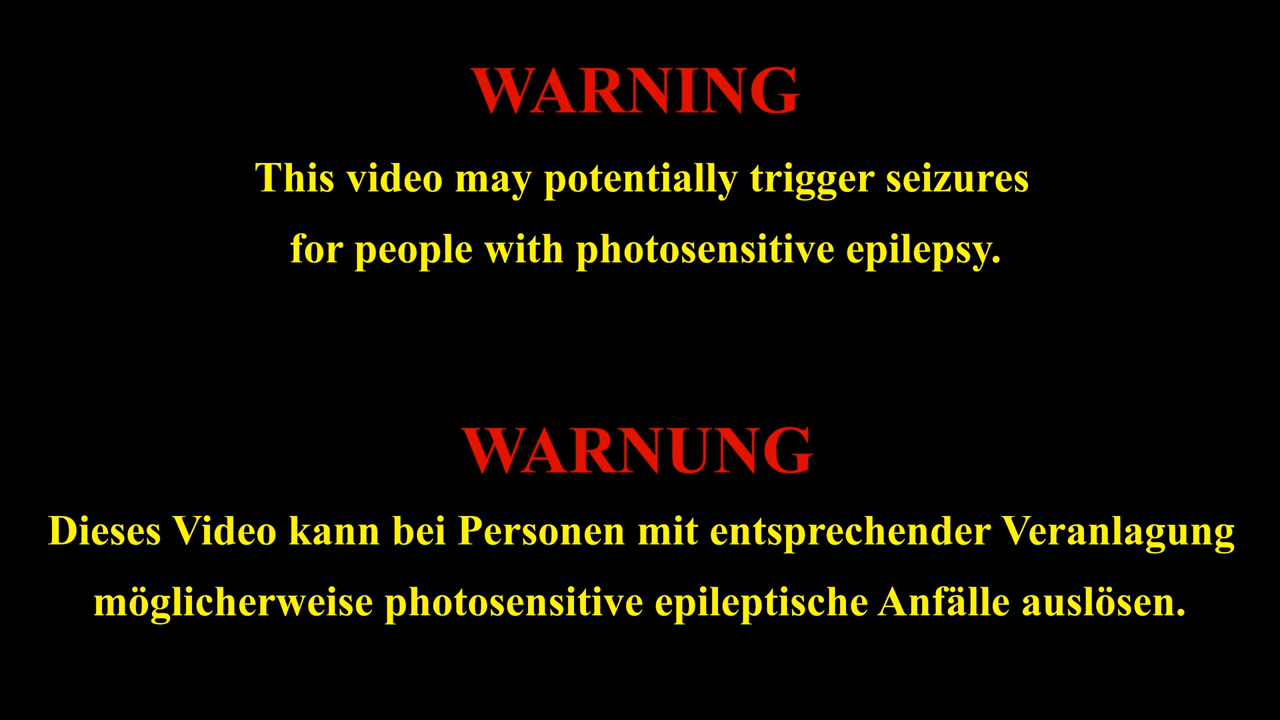 WARNING
This video may potentially trigger seizures
for people with photosensitive epilepsy.
WARNUNG
Dieses Video kann bei Personen mit entsprechender Veranlagung
möglicherweise photosensitive epileptische Anfälle auslösen.